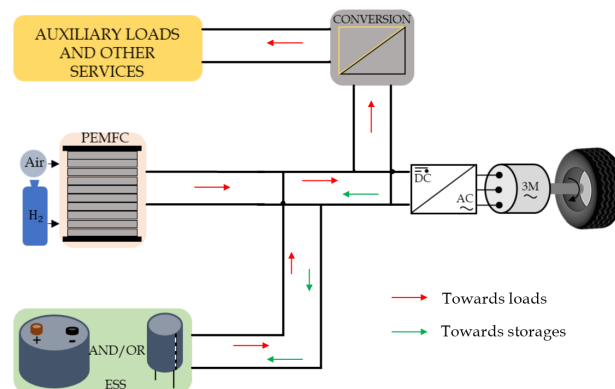 CONVERSION
AUXILIARY LOADS
AND OTHER
SERVICES
PEMFC
Air
H₂
DC
AC
3M
+ -
AND/OR
ESS
Towards loads
Towards storages